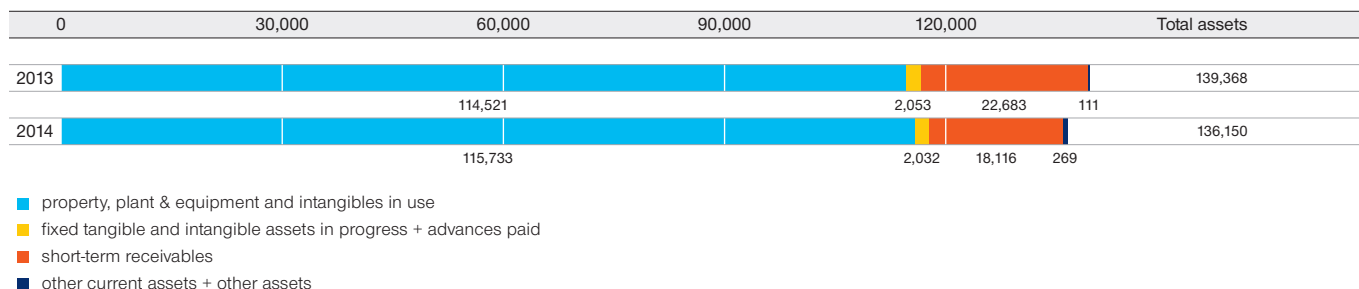 0 30,000 60,000 90,000 120,000 Total assets
2013 139,368
114,521 2,053 22,683 111
2014 136,150
115,733 2,032 18,116 269
property, plant & equipment and intangibles in use
fixed tangible and intangible assets in progress + advances paid
short-term receivables
other current assets + other assets